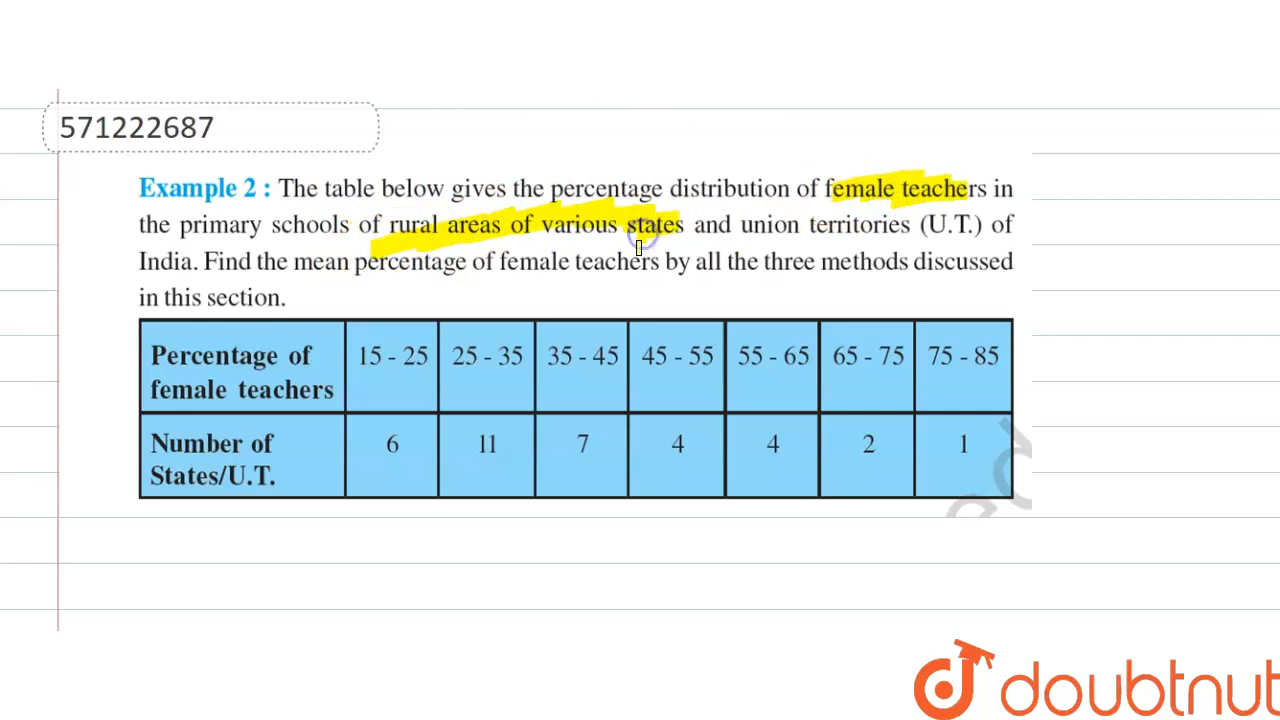 571222687
Example 2 : The table below gives the percentage distribution of female teachers in
the primary schools of rural areas of various states and union territories (U.T.) of
India. Find the mean percentage of female teachers by all the three methods discussed
in this section.
Percentage of female teachers 15 - 25 25 - 35 35 - 45 45 - 55 55 - 65 65 - 75 75 - 85
Number of States/U.T. 6 11 7 4 4 2 1
ed
doubtnut